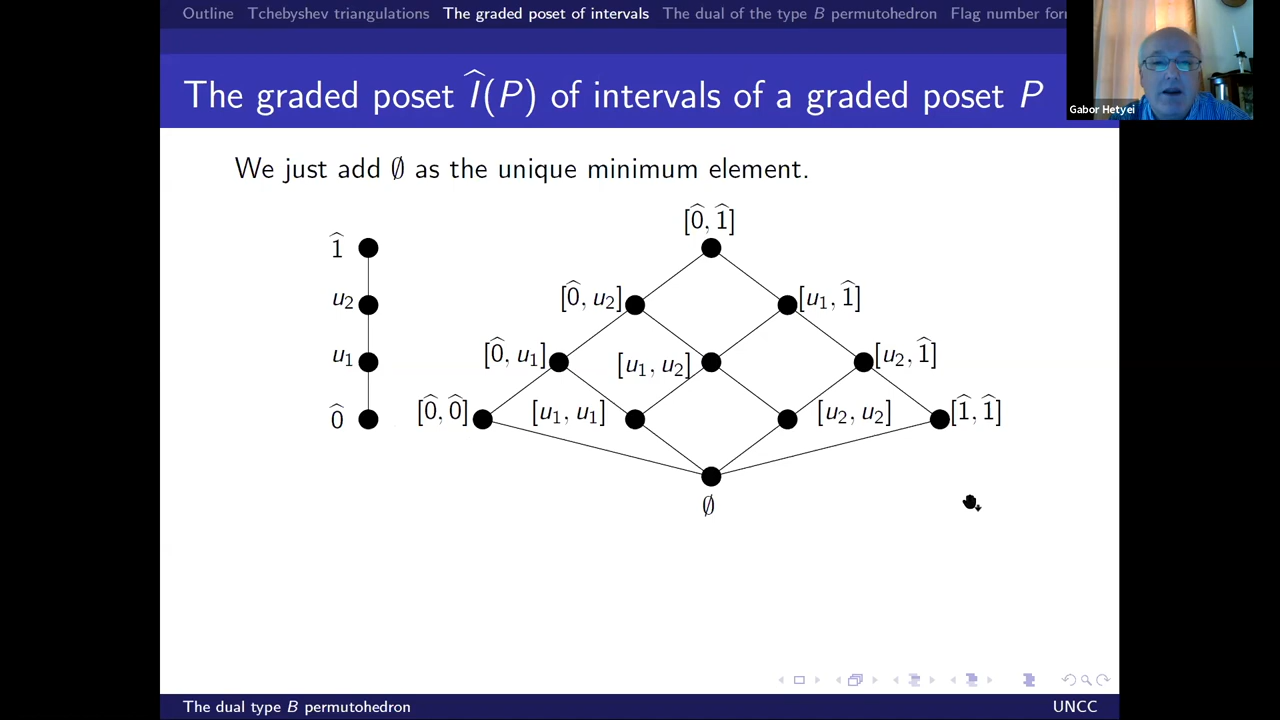 Outline Tchebyshev triangulations The graded poset of intervals The dual of the type B permutohedron Flag number for
Gabor Hetyei
The graded poset Î(P) of intervals of a graded poset P
We just add ∅ as the unique minimum element.
[0̂, 1̂]
1̂
u₂ [0̂, u₂] [u₁, 1̂]
u₁ [0̂, u₁] [u₁, u₂] [u₂, 1̂]
0̂ [0̂, 0̂] [u₁, u₁] [u₂, u₂] [1̂, 1̂]
∅
The dual type B permutohedron UNCC